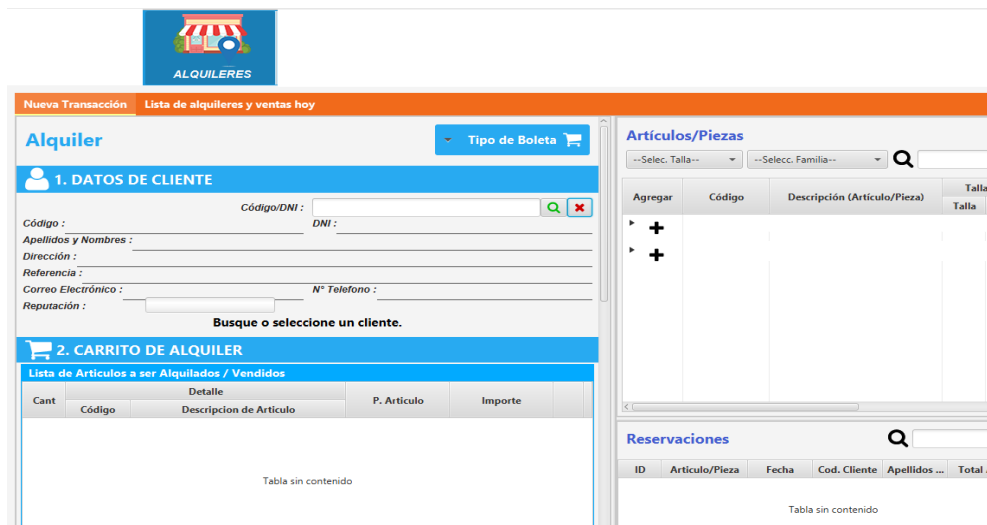 ALQUILERES
Nueva Transacción Lista de alquileres y ventas hoy
Alquiler
Tipo de Boleta
1. DATOS DE CLIENTE
Código/DNI :
Código : DNI :
Apellidos y Nombres :
Dirección :
Referencia :
Correo Electrónico : N° Telefono :
Reputación :
Busque o seleccione un cliente.
2. CARRITO DE ALQUILER
Lista de Articulos a ser Alquilados / Vendidos
Cant Detalle P. Articulo Importe
Código Descripcion de Articulo
Tabla sin contenido
Artículos/Piezas
--Selec. Talla-- --Selecc. Familia--
Agregar Código Descripción (Artículo/Pieza) Talla
Talla
Reservaciones
ID Articulo/Pieza Fecha Cod. Cliente Apellidos ... Total
Tabla sin contenido